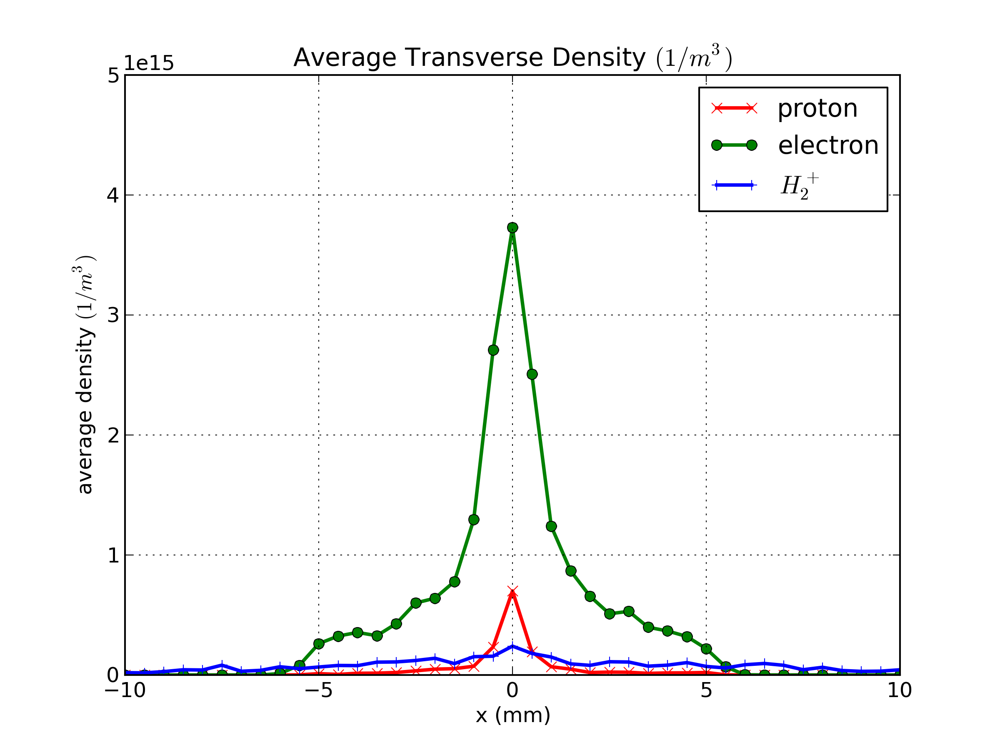 Average Transverse Density (1/m³)
1e15
5
4
3
2
1
0
average density (1/m³)
proton
electron
H₂⁺
−10
−5
0
5
10
x (mm)